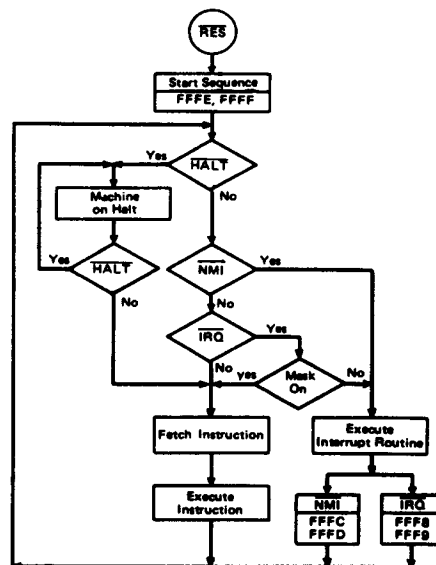 RES
Start Sequence
FFFE, FFFF
Yes
HALT
No
Machine
on Halt
Yes
HALT
No
NMI
Yes
No
IRQ
Yes
No
yes
Mask
On
No
Fetch Instruction
Execute
Interrupt Routine
Execute
Instruction
NMI
FFFC
FFFD
IRQ
FFF8
FFF9